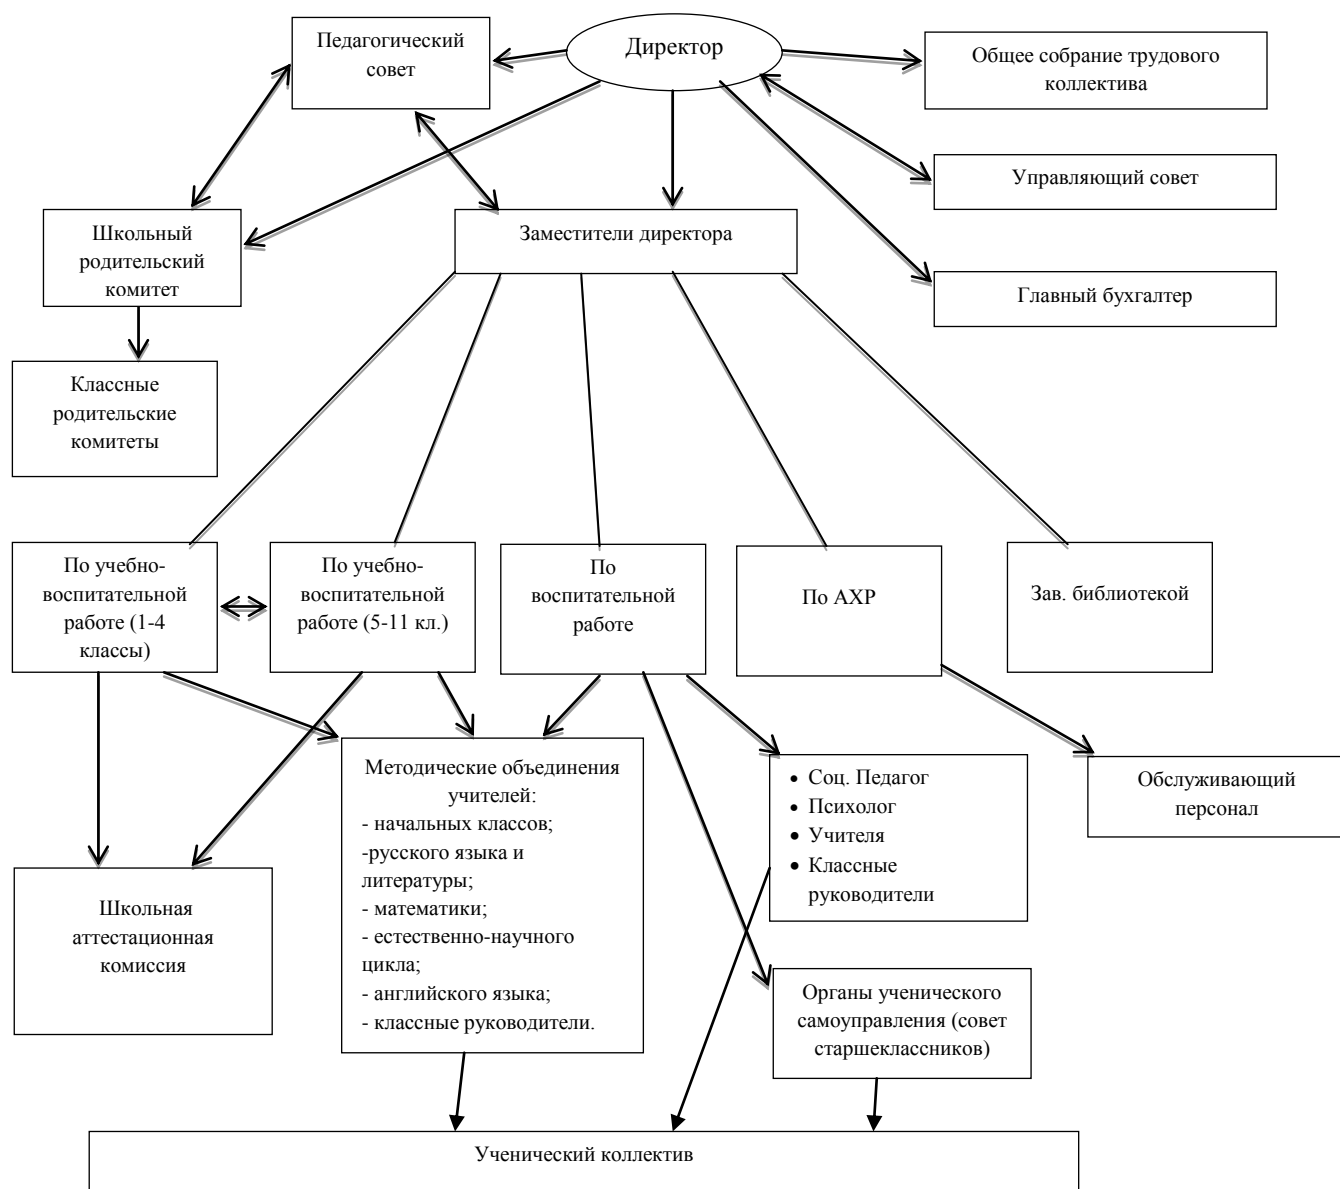 Педагогический
совет
Директор
Общее собрание трудового
коллектива
Управляющий совет
Школьный
родительский
комитет
Заместители директора
Главный бухгалтер
Классные
родительские
комитеты
По учебно-
воспитательной
работе (1-4
классы)
По учебно-
воспитательной
работе (5-11 кл.)
По
воспитательной
работе
По АХР
Зав. библиотекой
Методические объединения
учителей:
- начальных классов;
-русского языка и
литературы;
- математики;
- естественно-научного
цикла;
- английского языка;
- классные руководители.
• Соц. Педагог
• Психолог
• Учителя
• Классные
руководители
Обслуживающий
персонал
Школьная
аттестационная
комиссия
Органы ученического
самоуправления (совет
старшеклассников)
Ученический коллектив